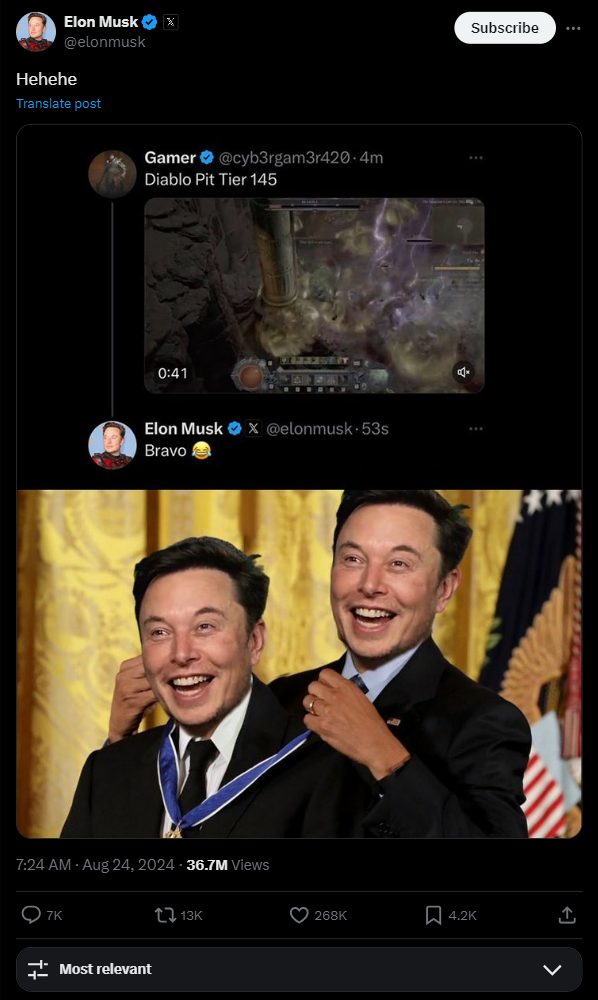 Elon Musk
@elonmusk
Subscribe
Hehehe
Translate post
Gamer @cyb3rgam3r420 · 4m
Diablo Pit Tier 145
0:41
Elon Musk @elonmusk · 53s
Bravo 😂
7:24 AM · Aug 24, 2024 · 36.7M Views
7K 13K 268K 4.2K
Most relevant